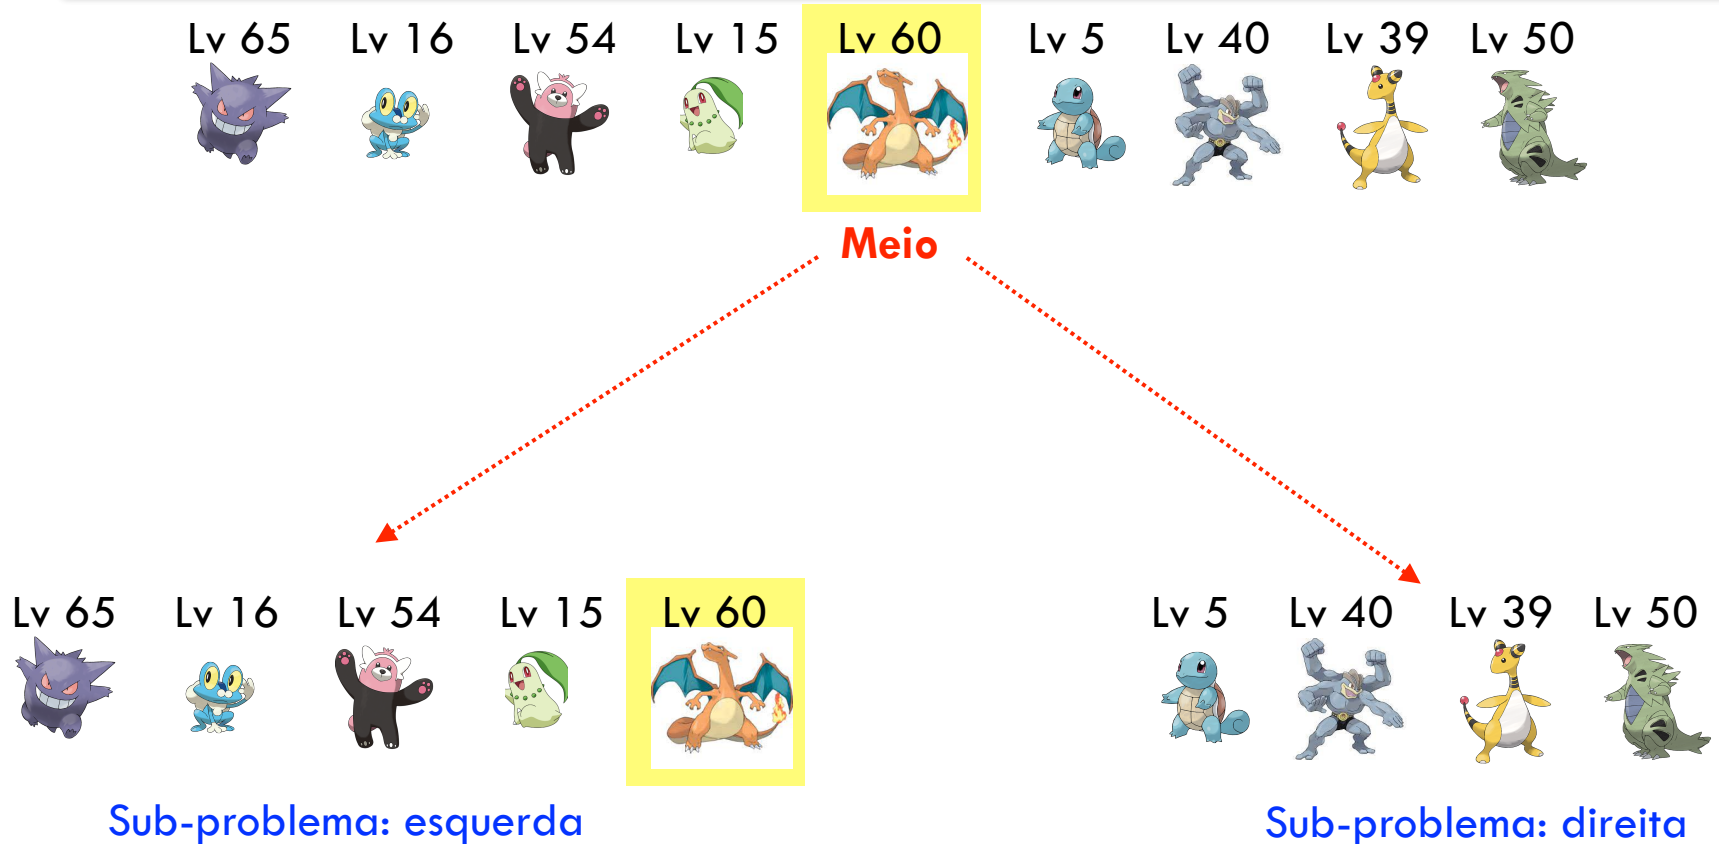 Lv 65 Lv 16 Lv 54 Lv 15 Lv 60 Lv 5 Lv 40 Lv 39 Lv 50
Meio
Lv 65 Lv 16 Lv 54 Lv 15 Lv 60 Lv 5 Lv 40 Lv 39 Lv 50
Sub-problema: esquerda
Sub-problema: direita